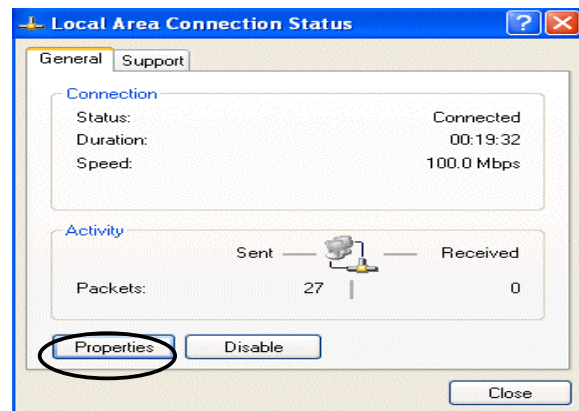 Local Area Connection Status
General Support
Connection
Status: Connected
Duration: 00:19:32
Speed: 100.0 Mbps
Activity
Sent Received
Packets: 27 0
Properties Disable
Close